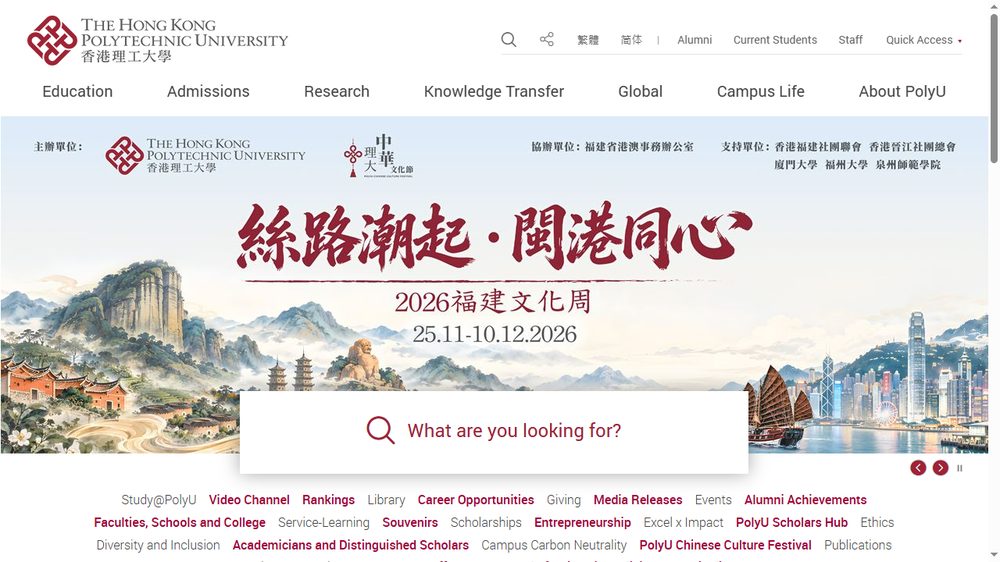 THE HONG KONG
POLYTECHNIC UNIVERSITY
香港理工大學
繁體 简体 | Alumni Current Students Staff Quick Access
Education Admissions Research Knowledge Transfer Global Campus Life About PolyU
主辦單位：
THE HONG KONG
POLYTECHNIC UNIVERSITY
香港理工大學
理大
中華
文化節
POLYU CHINESE CULTURE FESTIVAL
協辦單位：福建省港澳事務辦公室
支持單位：香港福建社團聯會 香港晉江社團總會
廈門大學 福州大學 泉州師範學院
絲路潮起·閩港同心
2026福建文化周
25.11-10.12.2026
What are you looking for?
Study@PolyU Video Channel Rankings Library Career Opportunities Giving Media Releases Events Alumni Achievements
Faculties, Schools and College Service-Learning Souvenirs Scholarships Entrepreneurship Excel x Impact PolyU Scholars Hub Ethics
Diversity and Inclusion Academicians and Distinguished Scholars Campus Carbon Neutrality PolyU Chinese Culture Festival Publications